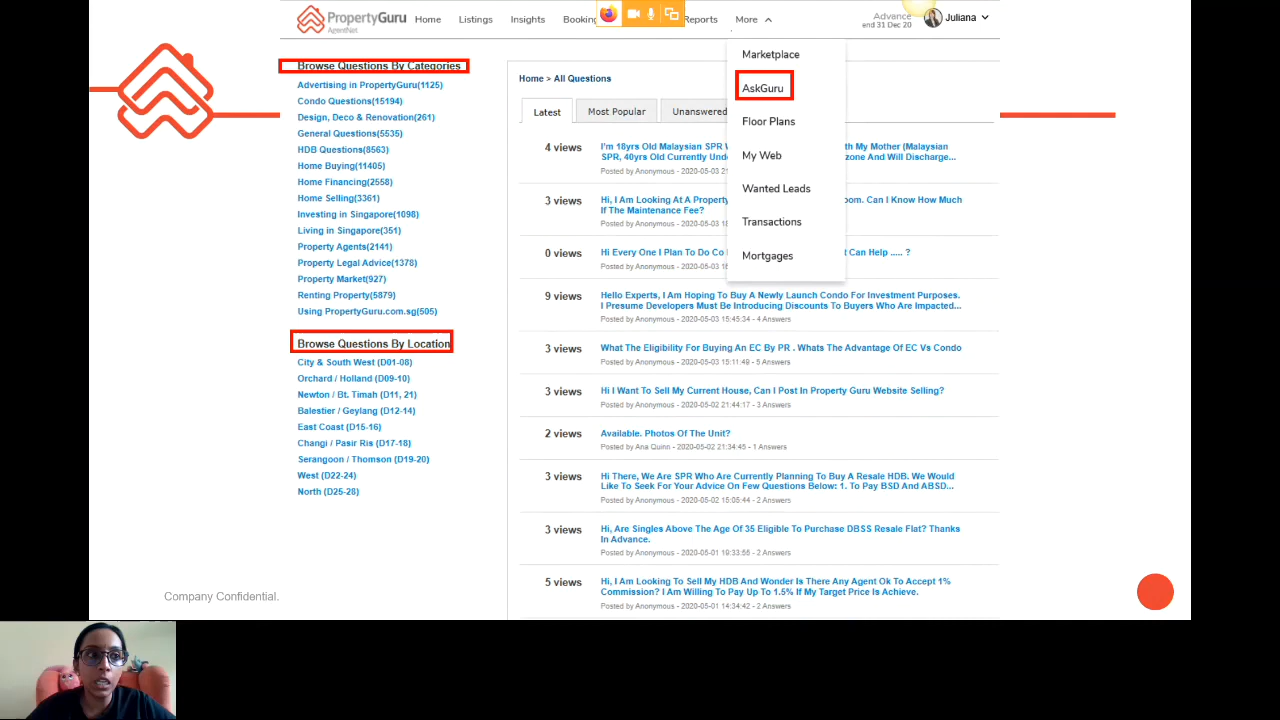 PropertyGuru
AgentNet
Home Listings Insights Booking Reports More
Advance
end 31 Dec 20
Juliana
Browse Questions By Categories
Advertising in PropertyGuru(1125)
Condo Questions(15194)
Design, Deco & Renovation(261)
General Questions(5535)
HDB Questions(8563)
Home Buying(11405)
Home Financing(2558)
Home Selling(3361)
Investing in Singapore(1098)
Living in Singapore(351)
Property Agents(2141)
Property Legal Advice(1378)
Property Market(927)
Renting Property(5879)
Using PropertyGuru.com.sg(505)
Browse Questions By Location
City & South West (D01-08)
Orchard / Holland (D09-10)
Newton / Bt. Timah (D11, 21)
Balestier / Geylang (D12-14)
East Coast (D15-16)
Changi / Pasir Ris (D17-18)
Serangoon / Thomson (D19-20)
West (D22-24)
North (D25-28)
Marketplace
AskGuru
Floor Plans
My Web
Wanted Leads
Transactions
Mortgages
Home > All Questions
Latest Most Popular Unanswered
4 views
I'm 18yrs Old Malaysian SPR th My Mother (Malaysian
SPR, 40yrs Old Currently Und zone And Will Discharge...
Posted by Anonymous - 2020-05-03
3 views
Hi, I Am Looking At A Property oom. Can I Know How Much
If The Maintenance Fee?
Posted by Anonymous - 2020-05-03 18
0 views
Hi Every One I Plan To Do Co t Can Help ..... ?
Posted by Anonymous - 2020-05-03
9 views
Hello Experts, I Am Hoping To Buy A Newly Launch Condo For Investment Purposes.
I Presume Developers Must Be Introducing Discounts To Buyers Who Are Impacted...
Posted by Anonymous - 2020-05-03 15:45:34 - 4 Answers
3 views
What The Eligibility For Buying An EC By PR . Whats The Advantage Of EC Vs Condo
Posted by Anonymous - 2020-05-03 15:11:49 - 5 Answers
3 views
Hi I Want To Sell My Current House, Can I Post In Property Guru Website Selling?
Posted by Anonymous - 2020-05-02 21:44:17 - 3 Answers
2 views
Available. Photos Of The Unit?
Posted by Ana Quinn - 2020-05-02 21:34:45 - 1 Answers
3 views
Hi There, We Are SPR Who Are Currently Planning To Buy A Resale HDB. We Would
Like To Seek For Your Advice On Few Questions Below: 1. To Pay BSD And ABSD...
Posted by Anonymous - 2020-05-02 15:05:44 - 2 Answers
3 views
Hi, Are Singles Above The Age Of 35 Eligible To Purchase DBSS Resale Flat? Thanks
In Advance.
Posted by Anonymous - 2020-05-01 19:33:56 - 2 Answers
5 views
Hi, I Am Looking To Sell My HDB And Wonder Is There Any Agent Ok To Accept 1%
Commission? I Am Willing To Pay Up To 1.5% If My Target Price Is Achieve.
Posted by Anonymous - 2020-05-01 14:34:42 - 2 Answers
Company Confidential.